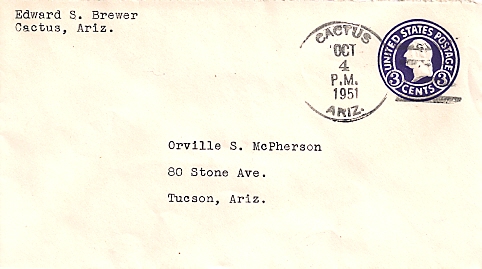 Edward S. Brewer
Cactus, Ariz.
CACTUS
OCT
4
P.M.
1951
ARIZ.
UNITED STATES POSTAGE
3 CENTS 3
Orville S. McPherson
80 Stone Ave.
Tucson, Ariz.